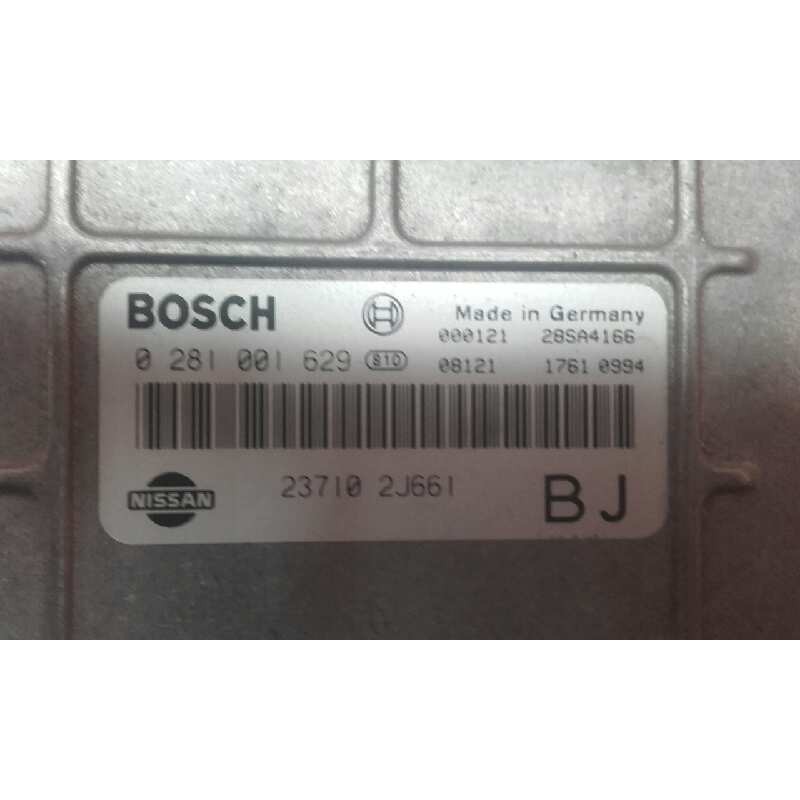 BOSCH Made in Germany
000121 28SA4166
0 281 001 629 810 08121 1761 0994
NISSAN 23710 2J661 BJ